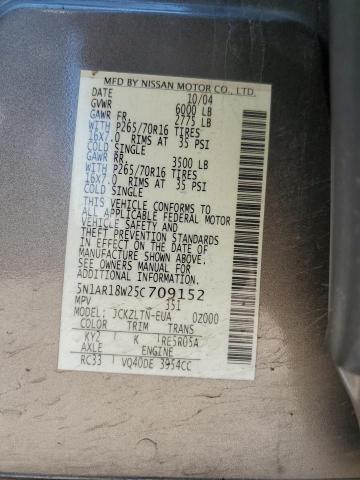 MFD BY NISSAN MOTOR CO., LTD.
DATE 10/04
GVWR 6000 LB
GAWR FR. 2775 LB
WITH P265/70R16 TIRES
16X7.0 RIMS AT 35 PSI
COLD SINGLE
GAWR RR. 3500 LB
WITH P265/70R16 TIRES
16X7.0 RIMS AT 35 PSI
COLD SINGLE
THIS VEHICLE CONFORMS TO
ALL APPLICABLE FEDERAL MOTOR
VEHICLE SAFETY AND
THEFT PREVENTION STANDARDS
IN EFFECT ON THE DATE OF
MANUFACTURE SHOWN ABOVE.
SEE OWNERS MANUAL FOR
ADDITIONAL INFORMATION.
5N1AR18W25C709152
MPV 351
MODEL: JCKZLTN-EUA 0Z000
COLOR TRIM TRANS
KY2 K RE5R05A
AXLE ENGINE
RC33 VQ40DE 3954CC